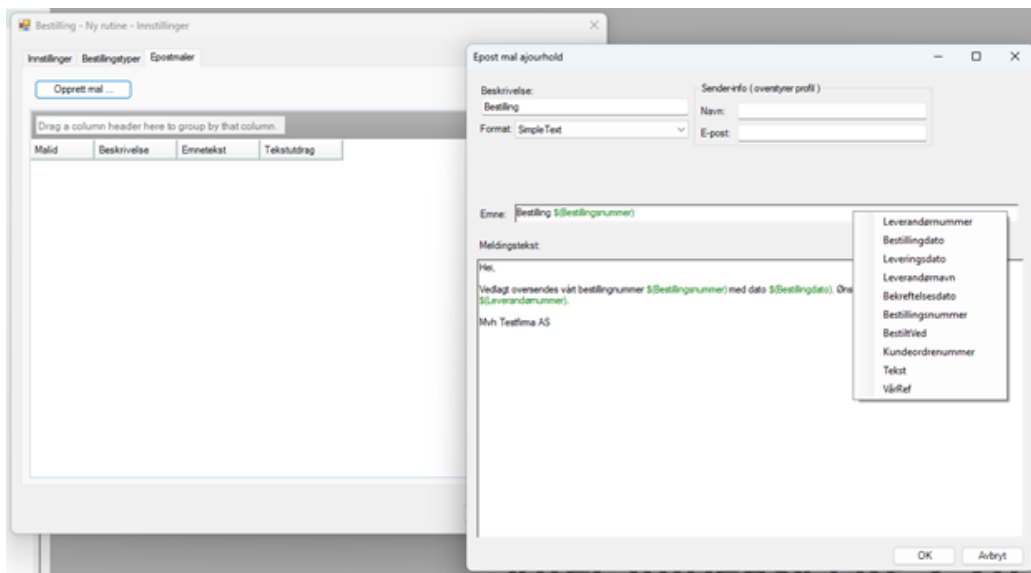 Bestilling - Ny rutine - Innstillinger
Innstillinger Bestillingstyper Epostmaler
Opprett mal ...
Drag a column header here to group by that column.
Malid Beskrivelse Emnetekst Tekstutdrag
Epost mal ajourhold
Beskrivelse:
Bestilling
Format: SimpleText
Sender-info ( overstyrer profil )
Navn:
E-post:
Emne: Bestilling $(Bestillingsnummer)
Meldingstekst:
Hei,
Vedlagt oversendes vårt bestillingnummer $(Bestillingsnummer) med dato $(Bestillingdato).
$(Leverandørnummer).
Mvh Testfirma AS
Leverandørnummer
Bestillingdato
Leveringsdato
Leverandørnavn
Bekreftelsesdato
Bestillingsnummer
BestiltVed
Kundeordrenummer
Tekst
VårRef
OK Avbryt